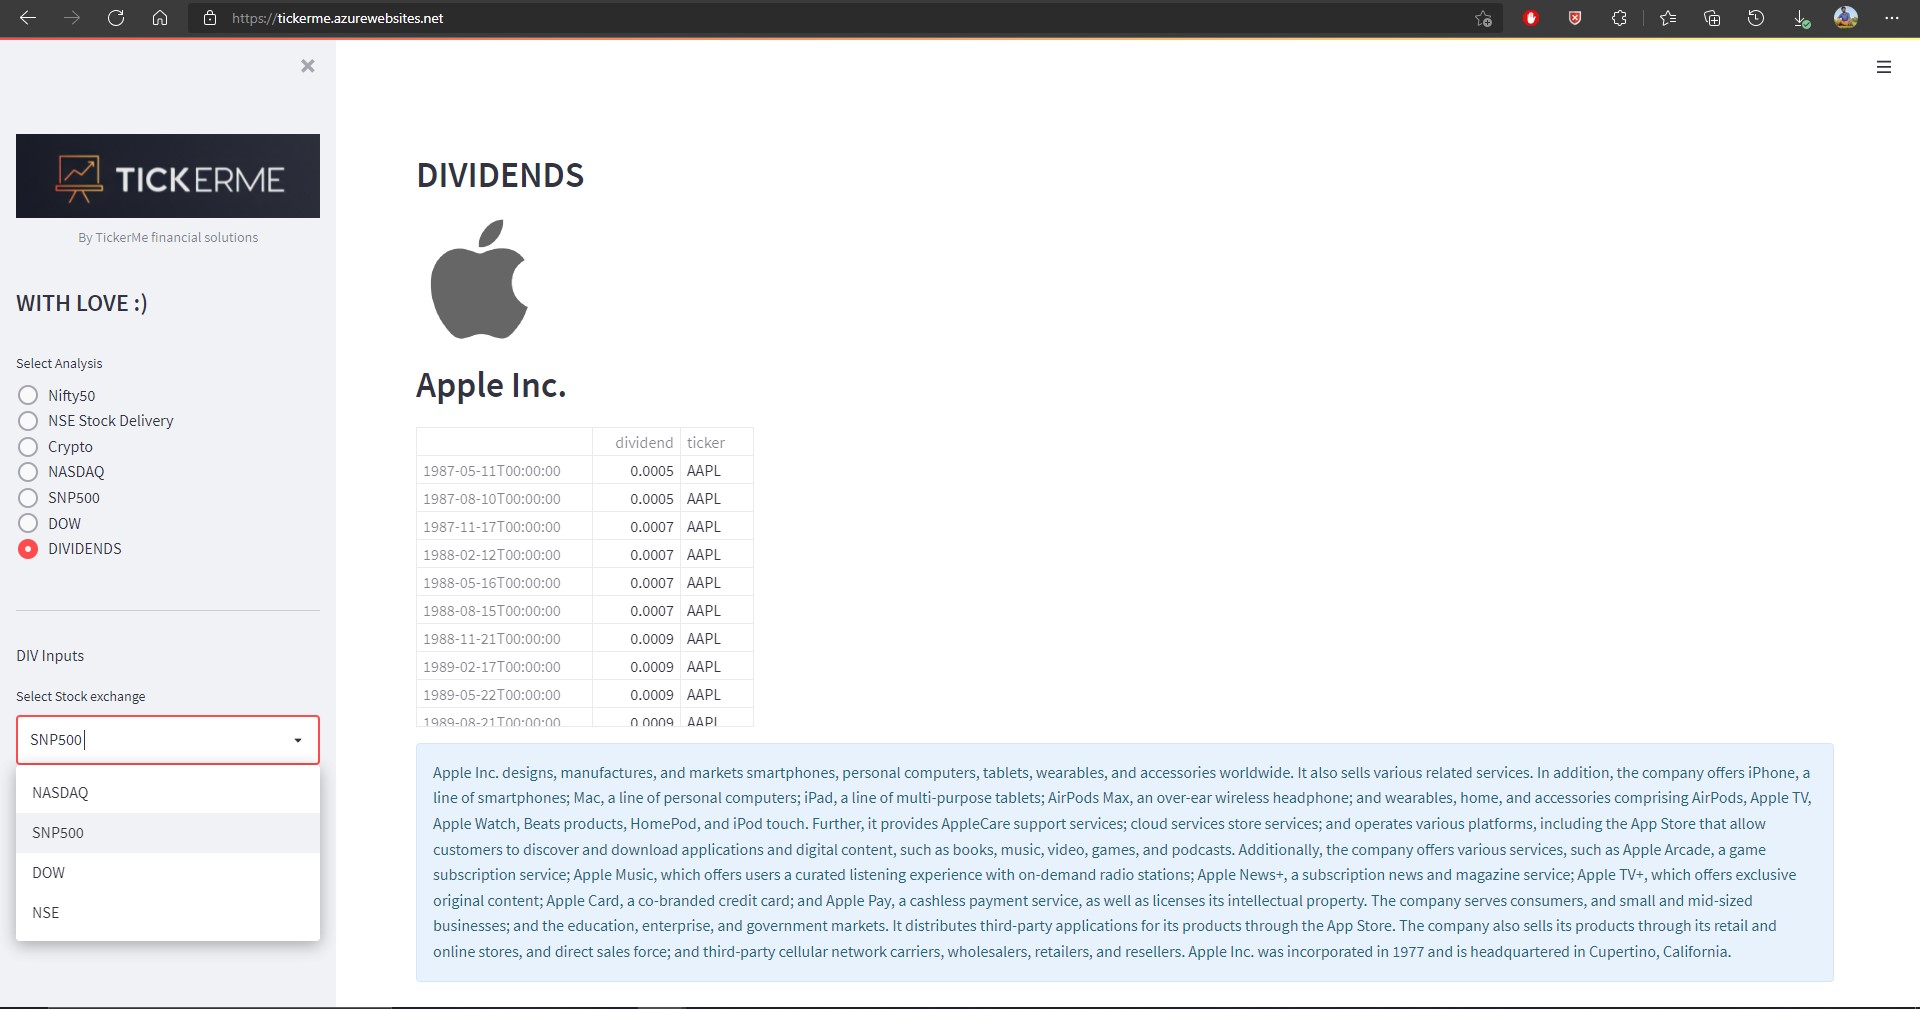 https://tickerme.azurewebsites.net
TICKERME
By TickerMe financial solutions
WITH LOVE :)
Select Analysis
Nifty50
NSE Stock Delivery
Crypto
NASDAQ
SNP500
DOW
DIVIDENDS
DIV Inputs
Select Stock exchange
SNP500
NASDAQ
SNP500
DOW
NSE
DIVIDENDS
Apple Inc.
dividend ticker
1987-05-11T00:00:00 0.0005 AAPL
1987-08-10T00:00:00 0.0005 AAPL
1987-11-17T00:00:00 0.0007 AAPL
1988-02-12T00:00:00 0.0007 AAPL
1988-05-16T00:00:00 0.0007 AAPL
1988-08-15T00:00:00 0.0007 AAPL
1988-11-21T00:00:00 0.0009 AAPL
1989-02-17T00:00:00 0.0009 AAPL
1989-05-22T00:00:00 0.0009 AAPL
1989-08-21T00:00:00 0.0009 AAPL
Apple Inc. designs, manufactures, and markets smartphones, personal computers, tablets, wearables, and accessories worldwide. It also sells various related services. In addition, the company offers iPhone, a
line of smartphones; Mac, a line of personal computers; iPad, a line of multi-purpose tablets; AirPods Max, an over-ear wireless headphone; and wearables, home, and accessories comprising AirPods, Apple TV,
Apple Watch, Beats products, HomePod, and iPod touch. Further, it provides AppleCare support services; cloud services store services; and operates various platforms, including the App Store that allow
customers to discover and download applications and digital content, such as books, music, video, games, and podcasts. Additionally, the company offers various services, such as Apple Arcade, a game
subscription service; Apple Music, which offers users a curated listening experience with on-demand radio stations; Apple News+, a subscription news and magazine service; Apple TV+, which offers exclusive
original content; Apple Card, a co-branded credit card; and Apple Pay, a cashless payment service, as well as licenses its intellectual property. The company serves consumers, and small and mid-sized
businesses; and the education, enterprise, and government markets. It distributes third-party applications for its products through the App Store. The company also sells its products through its retail and
online stores, and direct sales force; and third-party cellular network carriers, wholesalers, retailers, and resellers. Apple Inc. was incorporated in 1977 and is headquartered in Cupertino, California.